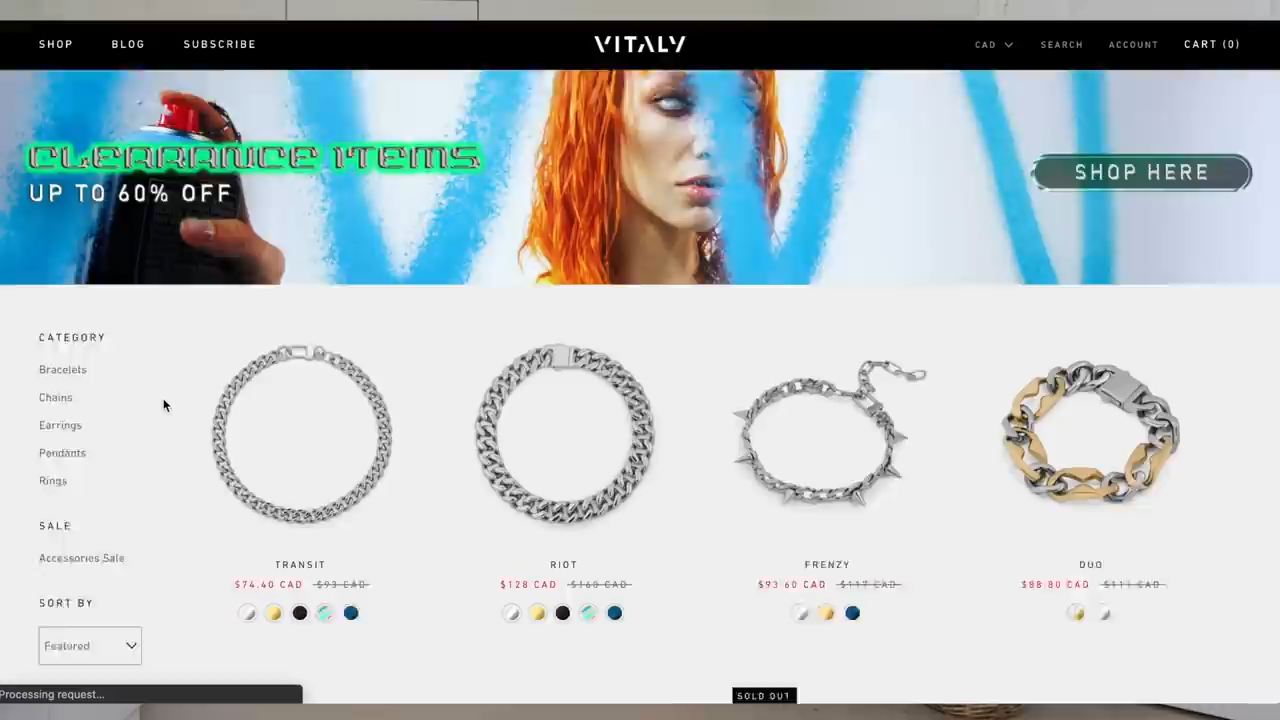 SHOP BLOG SUBSCRIBE VITALY CAD SEARCH ACCOUNT CART (0)
CLEARANCE ITEMS
UP TO 60% OFF
SHOP HERE
CATEGORY
Bracelets
Chains
Earrings
Pendants
Rings
SALE
Accessories Sale
SORT BY
Featured
TRANSIT
$74.40 CAD $93 CAD
RIOT
$128 CAD $160 CAD
FRENZY
$93.60 CAD $117 CAD
DUO
$88.80 CAD $111 CAD
Processing request...
SOLD OUT